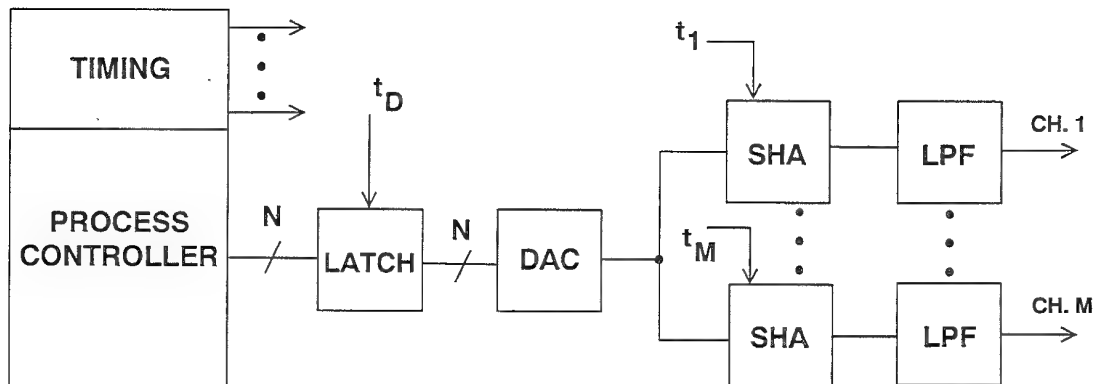 TIMING
PROCESS
CONTROLLER
N
t_D
LATCH
N
DAC
t_1
SHA
LPF
CH. 1
t_M
SHA
LPF
CH. M